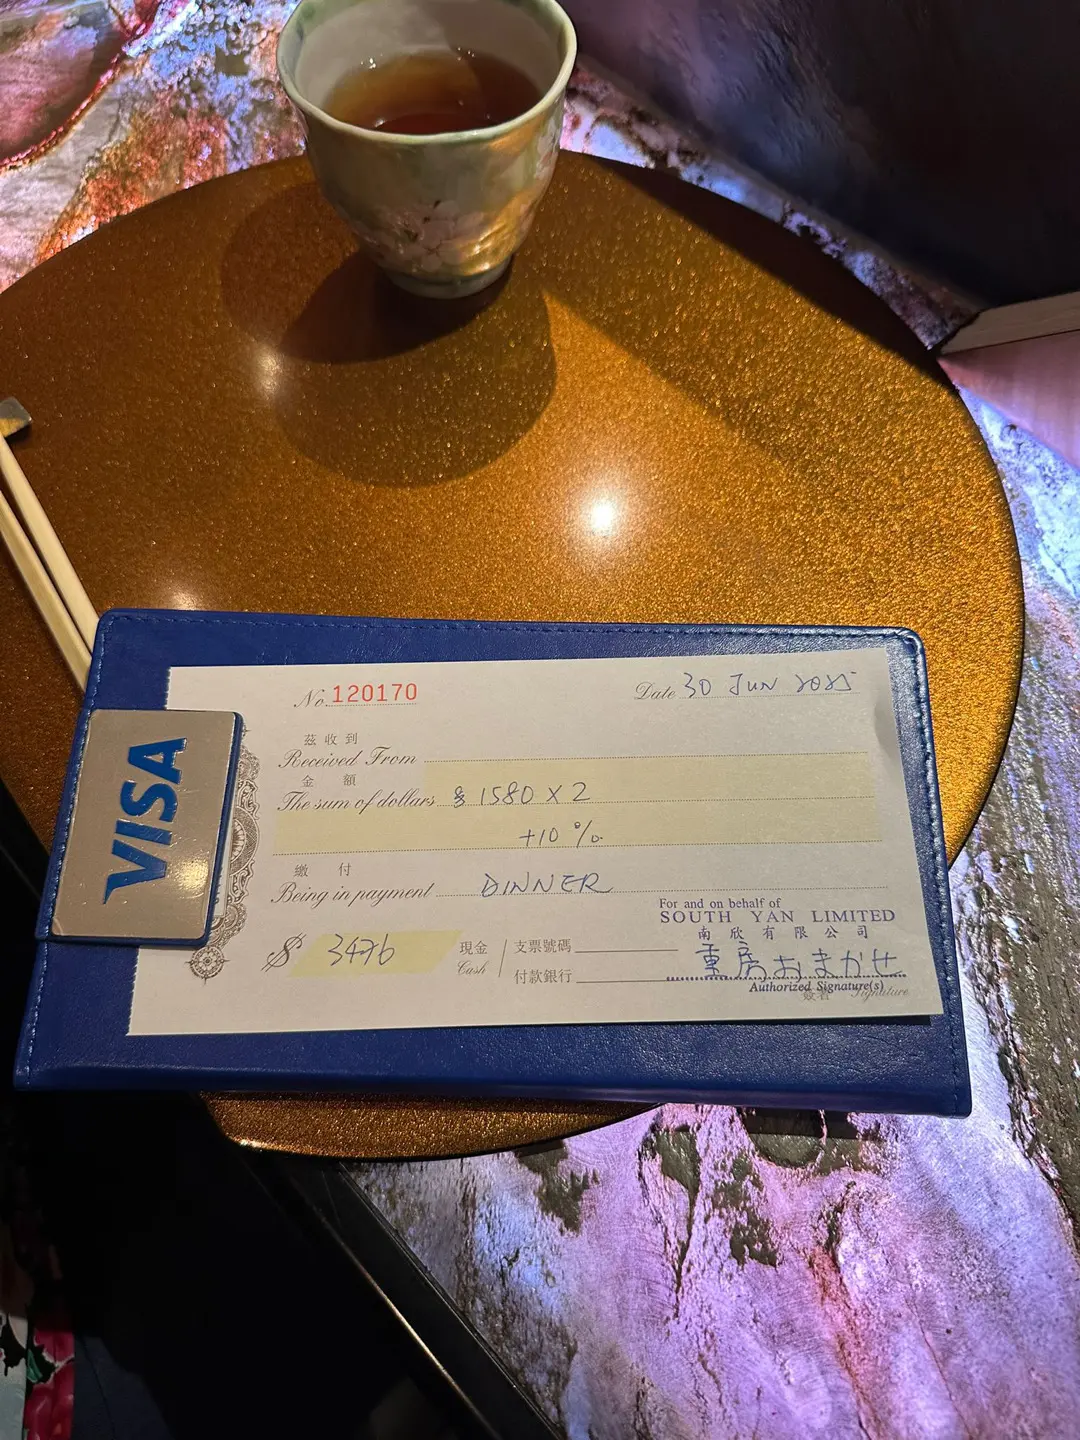 No. 120170
Date 30 JUN 2025
茲收到
Received From
金額
The sum of dollars $ 1580 X 2
+10 %
繳付
Being in payment DINNER
For and on behalf of
SOUTH YAN LIMITED
南欣有限公司
$ 3476
現金
Cash
支票號碼
付款銀行
重房おまかせ
Authorized Signature(s)
簽署 Signature
VISA